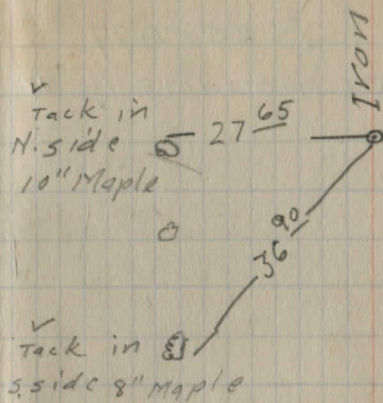 Iron
Tack in
N. side
10" Maple
27 65
36 90
Tack in
S. side 8" Maple